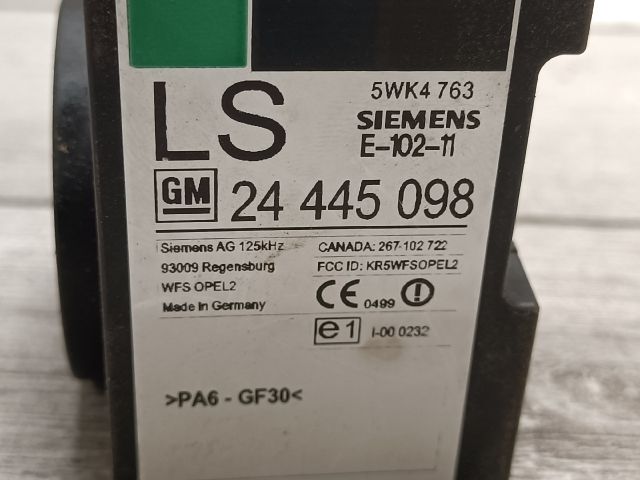 LS
5WK4 763
SIEMENS
E-102-11
GM 24 445 098
Siemens AG 125kHz
93009 Regensburg
WFS OPEL2
Made in Germany
CANADA: 267-102 722
FCC ID: KR5WFSOPEL2
CE 0499 !
e1 I-00 0232
>PA6 - GF30<